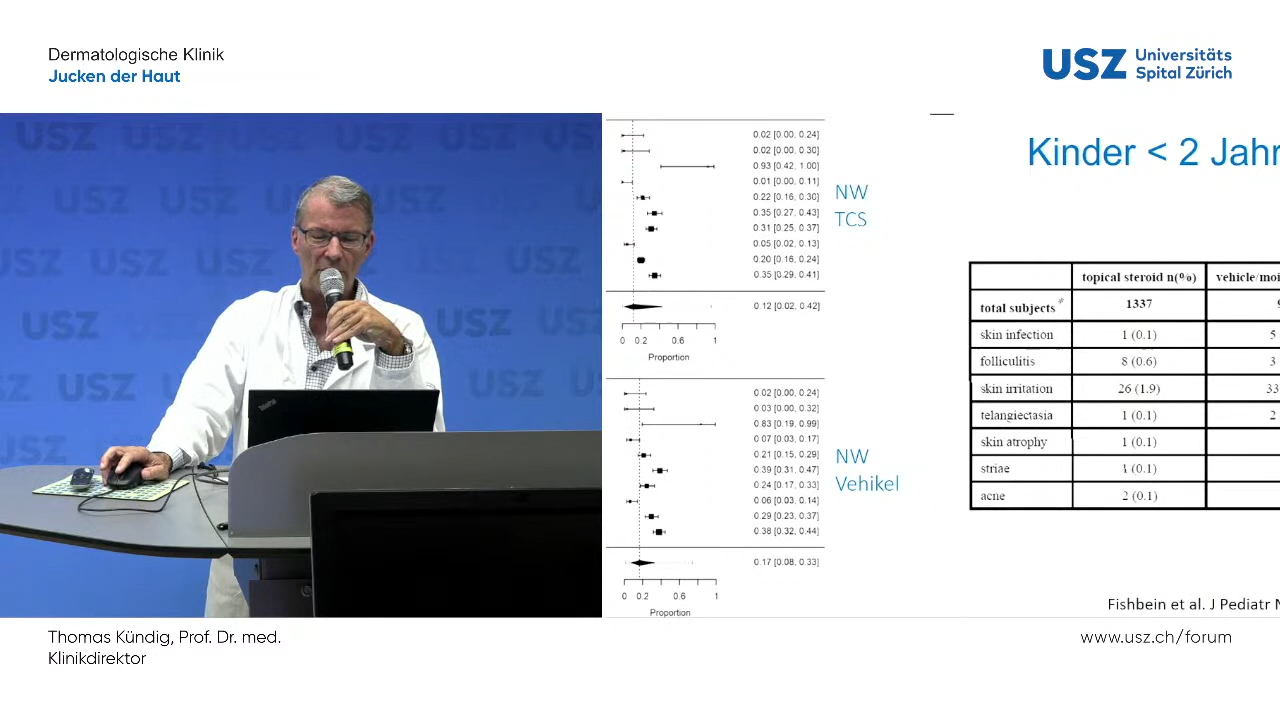 Dermatologische Klinik
Jucken der Haut
USZ Universitäts
Spital Zürich
0.02 [0.00, 0.24]
0.02 [0.00, 0.30]
0.93 [0.42, 1.00]
0.01 [0.00, 0.11]
0.22 [0.16, 0.30]
0.35 [0.27, 0.43]
0.31 [0.25, 0.37]
0.05 [0.02, 0.13]
0.20 [0.16, 0.24]
0.35 [0.29, 0.41]
0.12 [0.02, 0.42]
0 0.2 0.6 1
Proportion
NW
TCS
0.02 [0.00, 0.24]
0.03 [0.00, 0.32]
0.83 [0.19, 0.99]
0.07 [0.03, 0.17]
0.21 [0.15, 0.29]
0.39 [0.31, 0.47]
0.24 [0.17, 0.33]
0.06 [0.03, 0.14]
0.29 [0.23, 0.37]
0.38 [0.32, 0.44]
0.17 [0.08, 0.33]
0 0.2 0.6 1
Proportion
NW
Vehikel
Kinder < 2 Jahr
topical steroid n(%) vehicle/moi
total subjects* 1337
skin infection 1 (0.1) 5
folliculitis 8 (0.6) 3
skin irritation 26 (1.9) 33
telangiectasia 1 (0.1) 2
skin atrophy 1 (0.1)
striae 1 (0.1)
acne 2 (0.1)
Fishbein et al. J Pediatr N
Thomas Kündig, Prof. Dr. med.
Klinikdirektor
www.usz.ch/forum